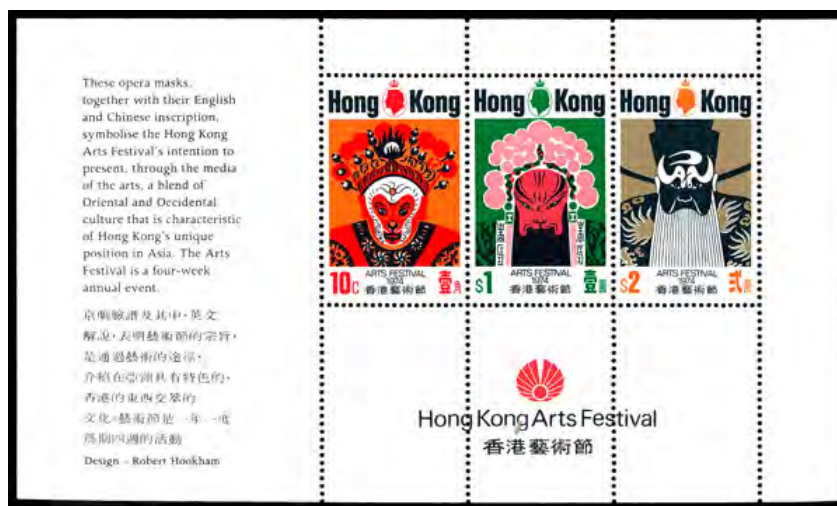 These opera masks,
together with their English
and Chinese inscription,
symbolise the Hong Kong
Arts Festival's intention to
present, through the media
of the arts, a blend of
Oriental and Occidental
culture that is characteristic
of Hong Kong's unique
position in Asia. The Arts
Festival is a four-week
annual event.
京劇臉譜及其中、英文
解說，表明藝術節的宗旨，
是通過藝術的途徑，
介紹在亞洲具有特色的，
香港的東西交萃的
文化。藝術節是一年一度
為期四週的活動
Design – Robert Hookham
Hong Kong
10c ARTS FESTIVAL 壹角
1974
香港藝術節
Hong Kong
$1 ARTS FESTIVAL 壹圓
1974
香港藝術節
Hong Kong
$2 ARTS FESTIVAL 弍圓
1974
香港藝術節
Hong Kong Arts Festival
香港藝術節